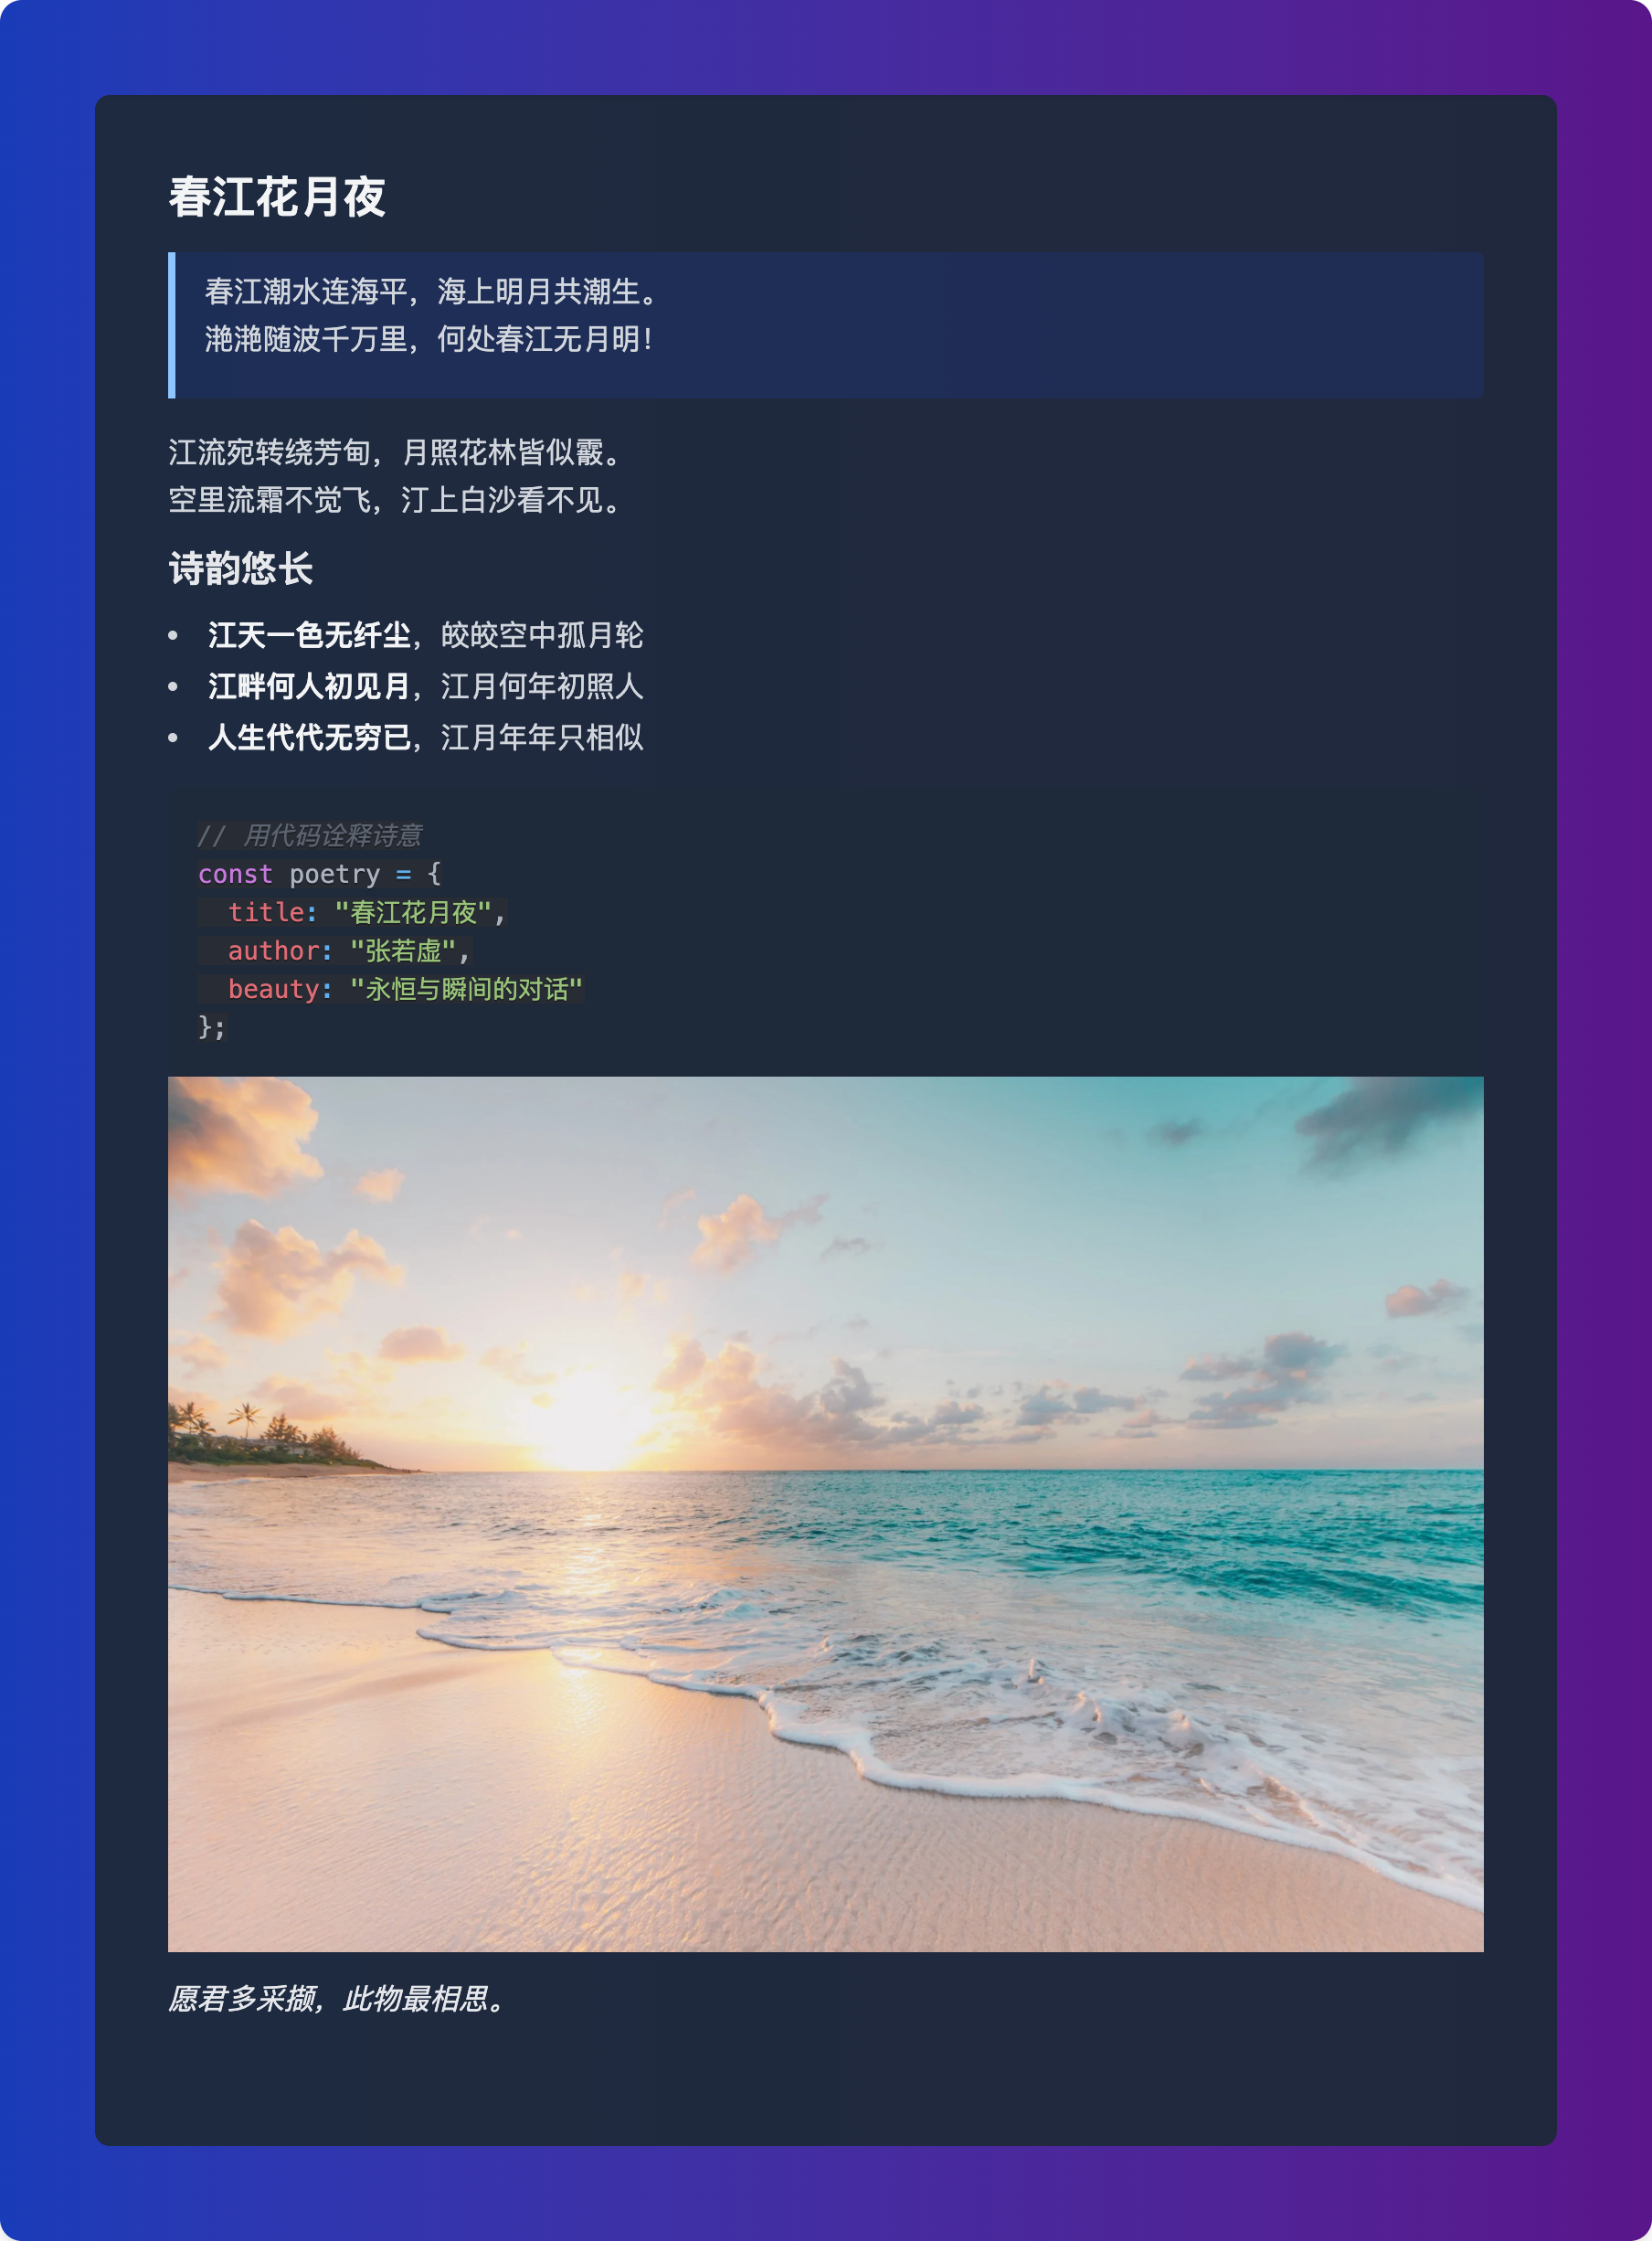 春江花月夜
春江潮水连海平，海上明月共潮生。
滟滟随波千万里，何处春江无月明！
江流宛转绕芳甸，月照花林皆似霰。
空里流霜不觉飞，汀上白沙看不见。
诗韵悠长
• 江天一色无纤尘，皎皎空中孤月轮
• 江畔何人初见月，江月何年初照人
• 人生代代无穷已，江月年年只相似
// 用代码诠释诗意
const poetry = {
  title: "春江花月夜",
  author: "张若虚",
  beauty: "永恒与瞬间的对话"
};
愿君多采撷，此物最相思。